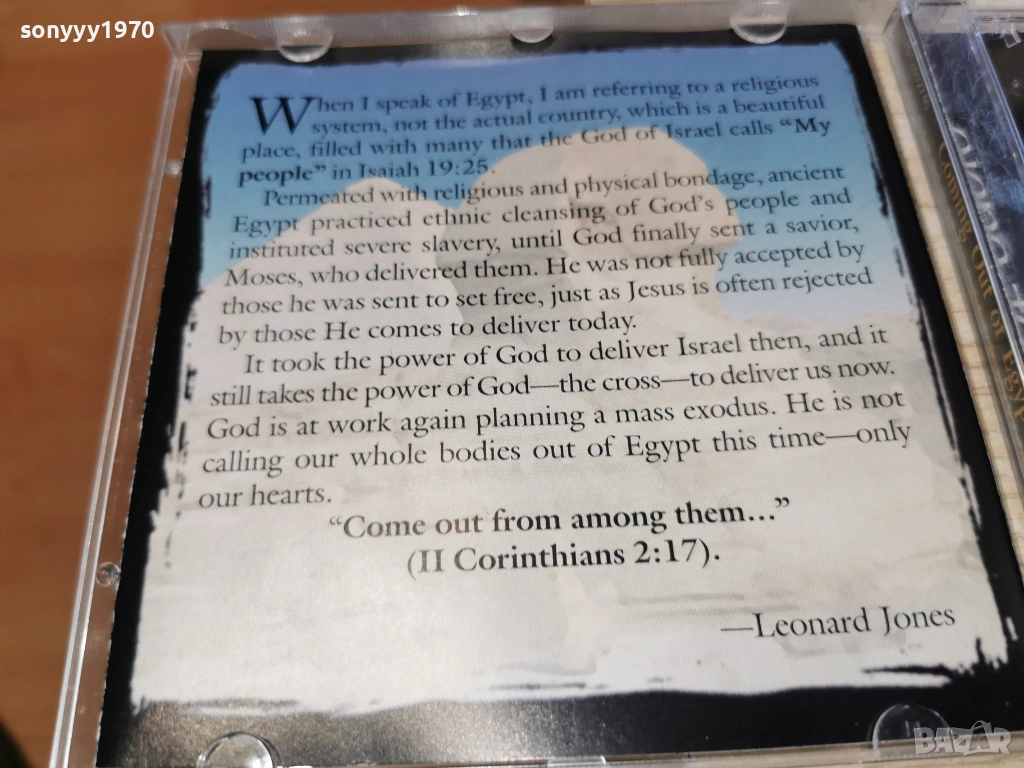 sonyyy1970
When I speak of Egypt, I am referring to a religious
system, not the actual country, which is a beautiful
place, filled with many that the God of Israel calls “My
people” in Isaiah 19:25.
Permeated with religious and physical bondage, ancient
Egypt practiced ethnic cleansing of God’s people and
instituted severe slavery, until God finally sent a savior,
Moses, who delivered them. He was not fully accepted by
those he was sent to set free, just as Jesus is often rejected
by those He comes to deliver today.
It took the power of God to deliver Israel then, and it
still takes the power of God—the cross—to deliver us now.
God is at work again planning a mass exodus. He is not
calling our whole bodies out of Egypt this time—only
our hearts.
“Come out from among them...”
(II Corinthians 2:17).
—Leonard Jones
Coming Out of Egypt
BAZAR